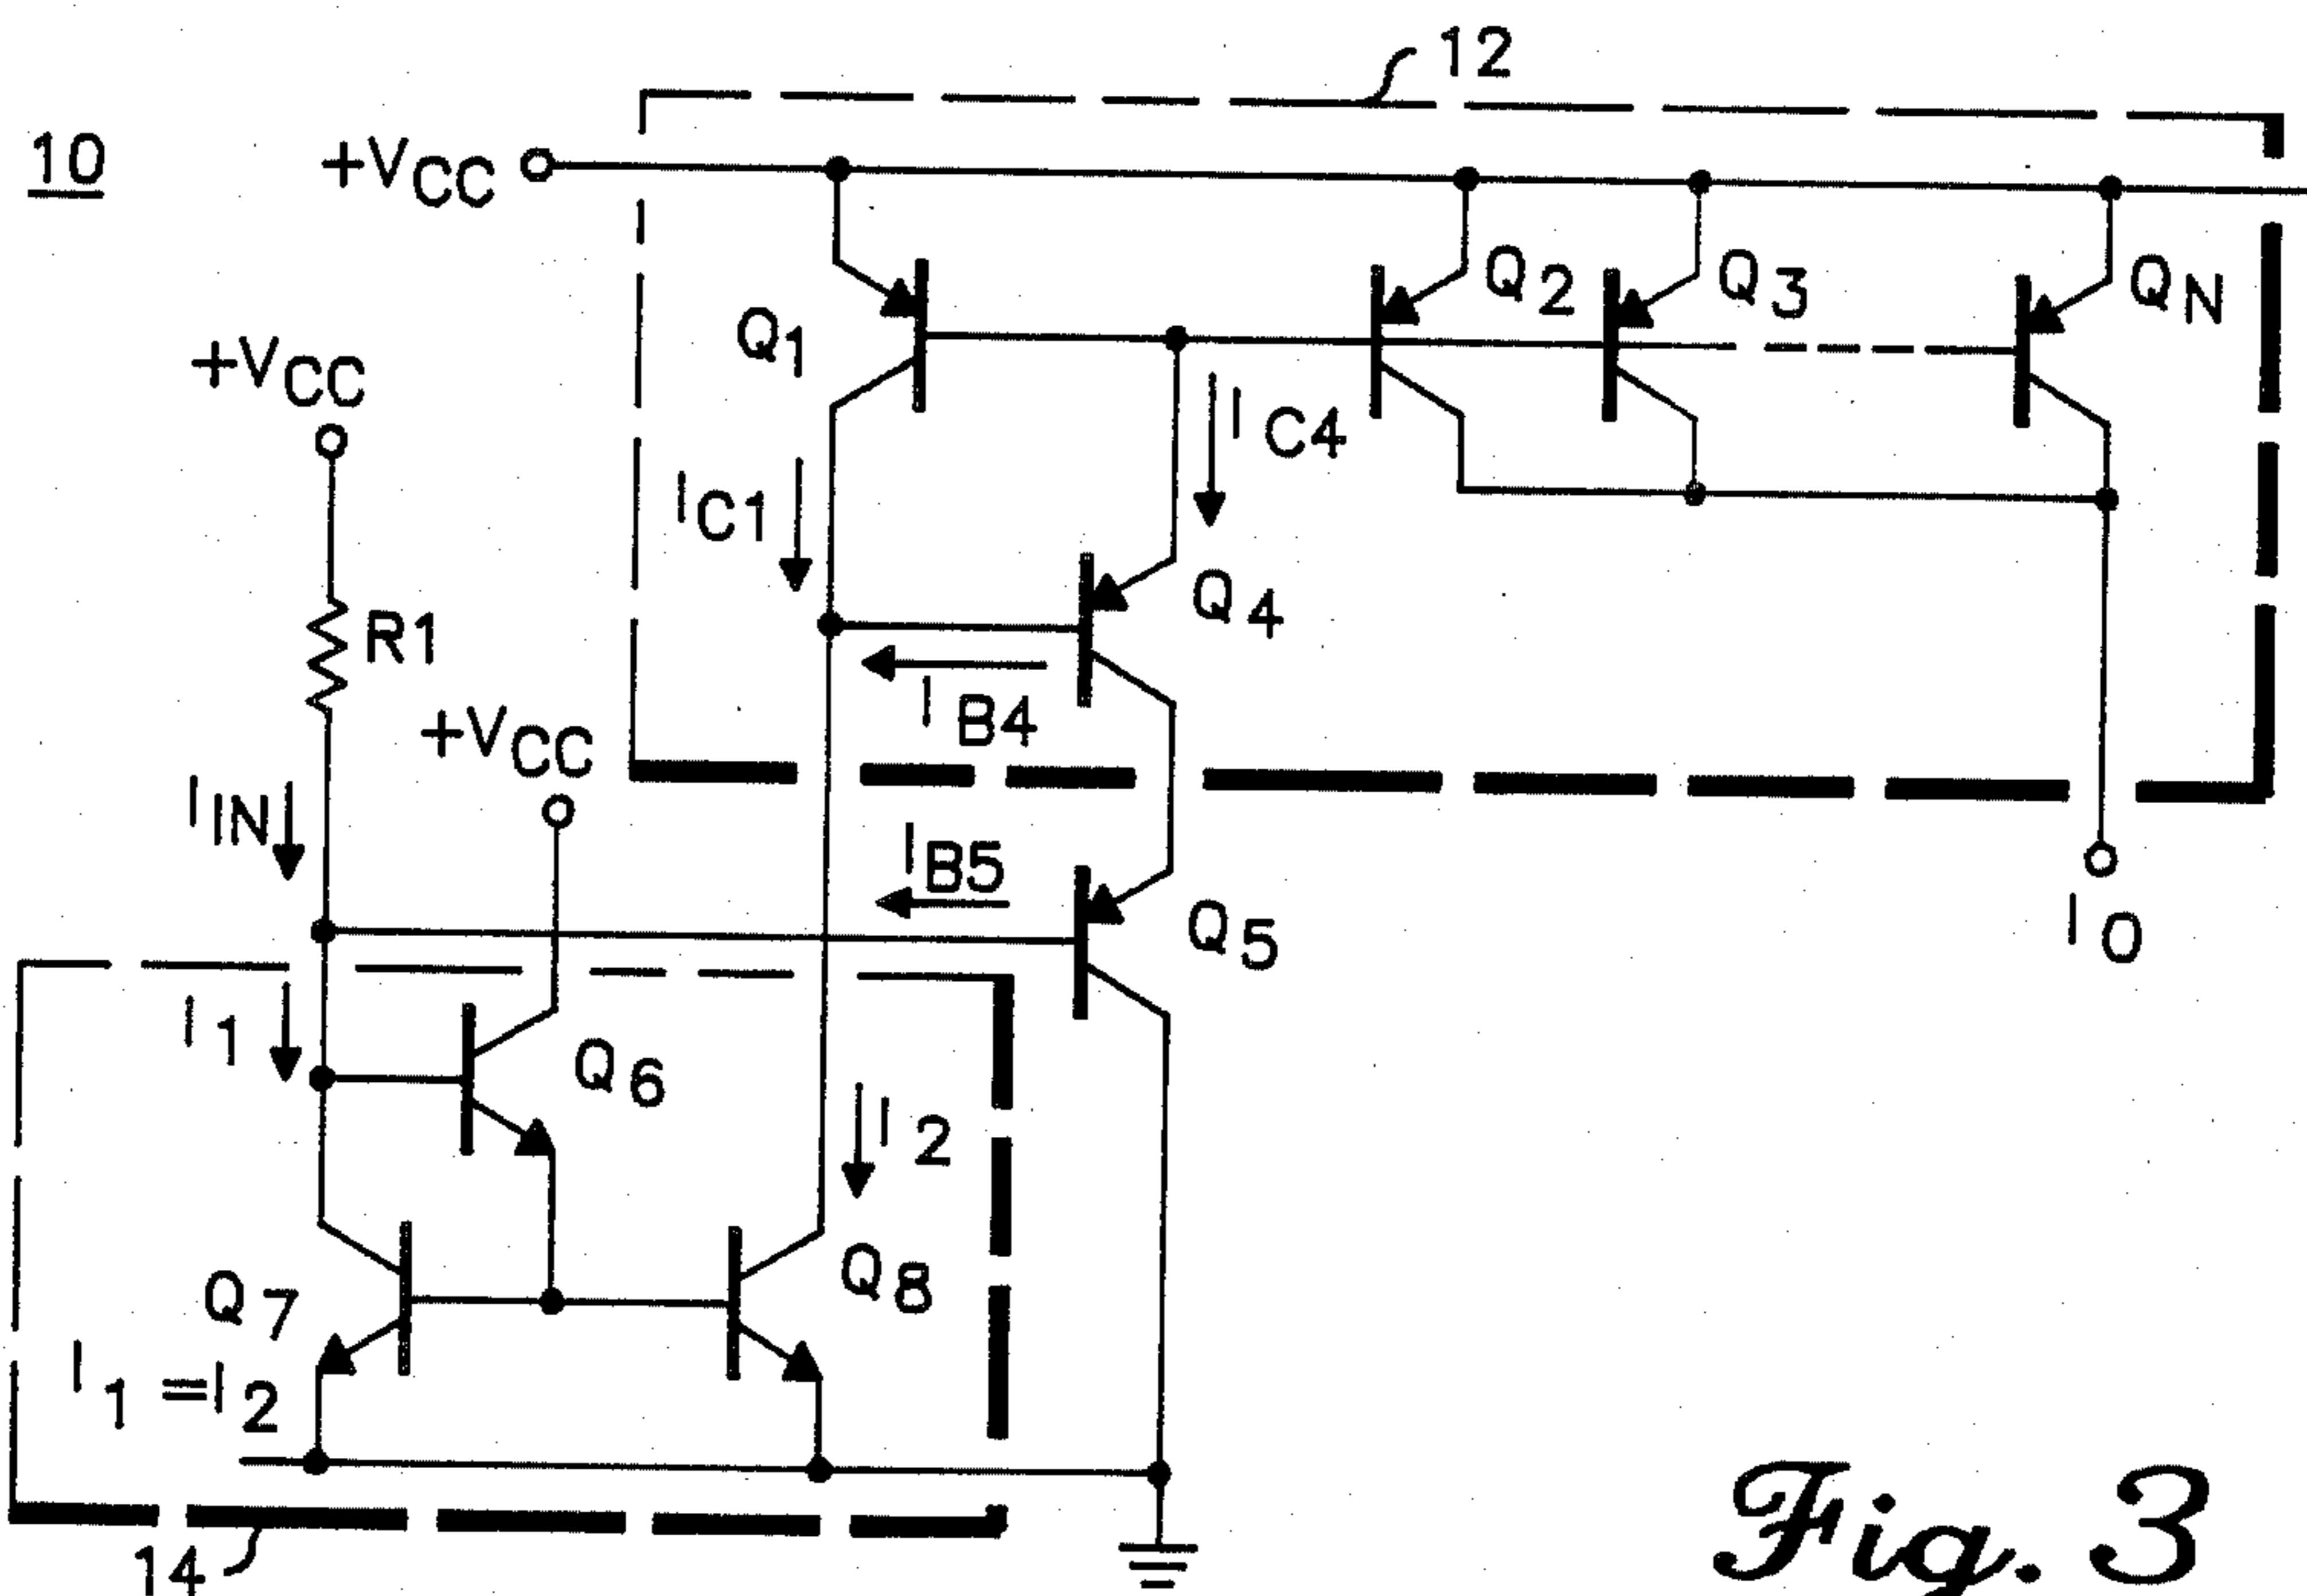 12
10
+VCC
Q1
Q2
Q3
QN
+VCC
IC4
IC1
Q4
R1
IB4
+VCC
IIN
IB5
Q5
IO
I1
Q6
I2
Q7
Q8
I1=I2
14
Fig. 3